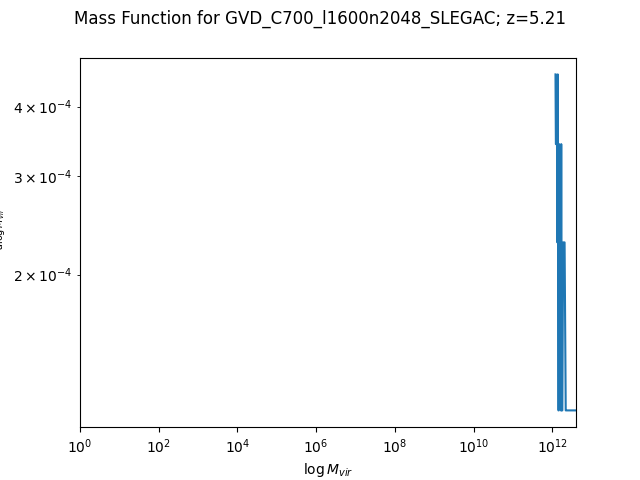 Mass Function for GVD_C700_l1600n2048_SLEGAC; z=5.21
4 × 10⁻⁴
3 × 10⁻⁴
2 × 10⁻⁴
10⁰ 10² 10⁴ 10⁶ 10⁸ 10¹⁰ 10¹²
log M_vir